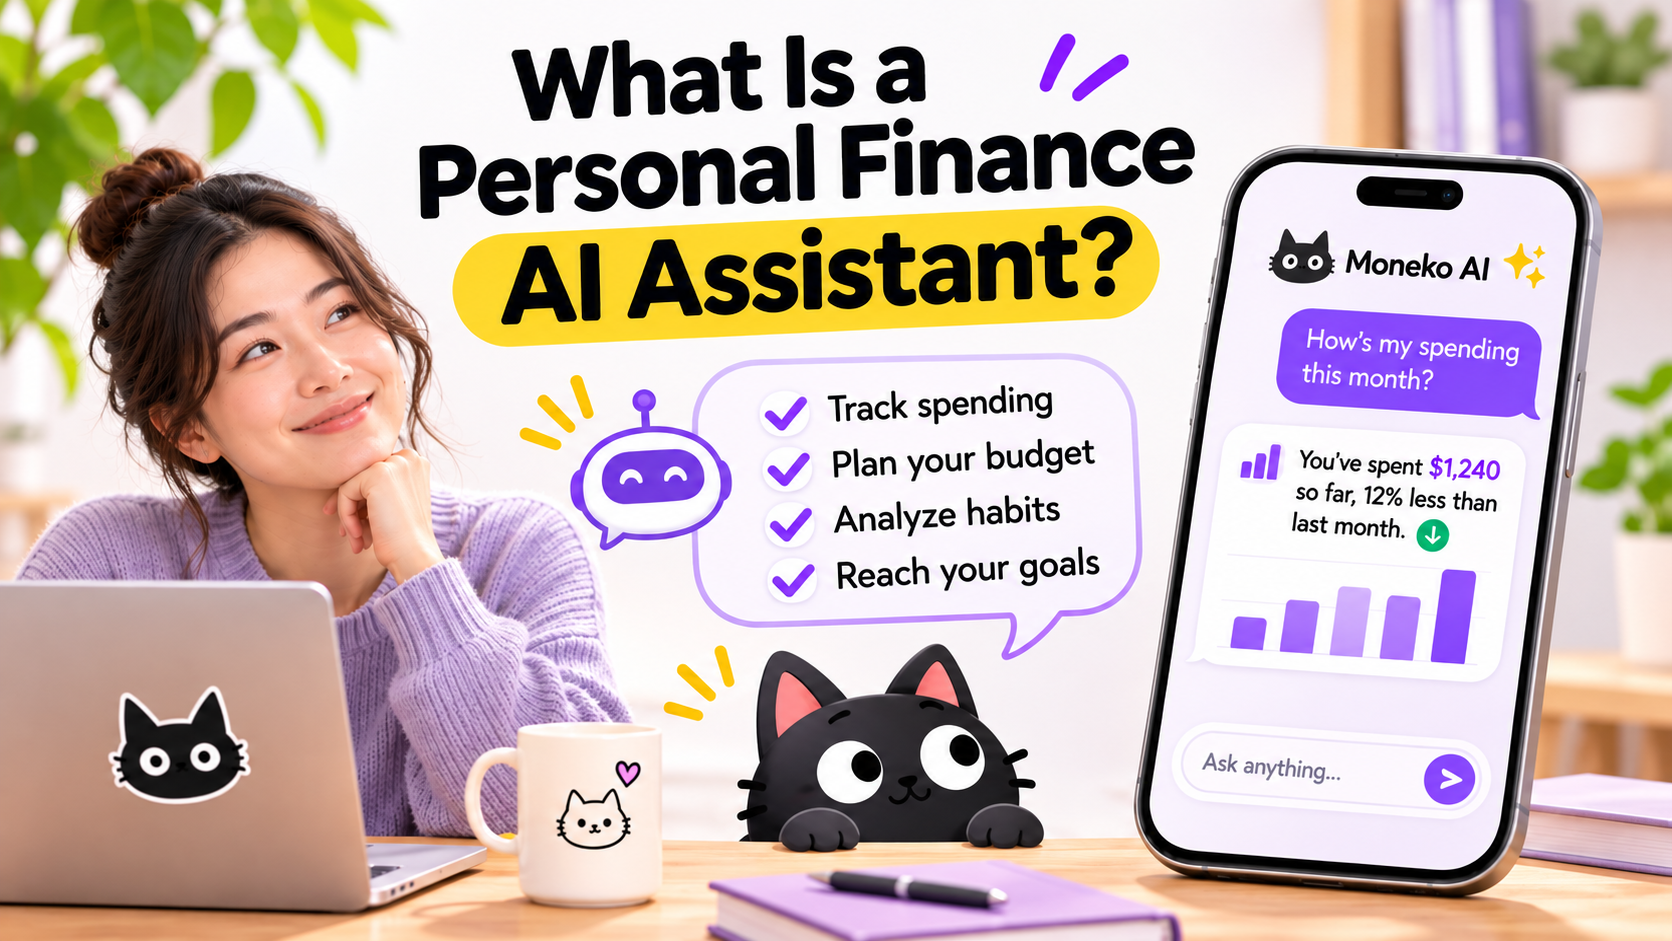 What Is a
Personal Finance
AI Assistant?
Track spending
Plan your budget
Analyze habits
Reach your goals
Moneko AI
How's my spending
this month?
You've spent $1,240
so far, 12% less than
last month.
Ask anything...